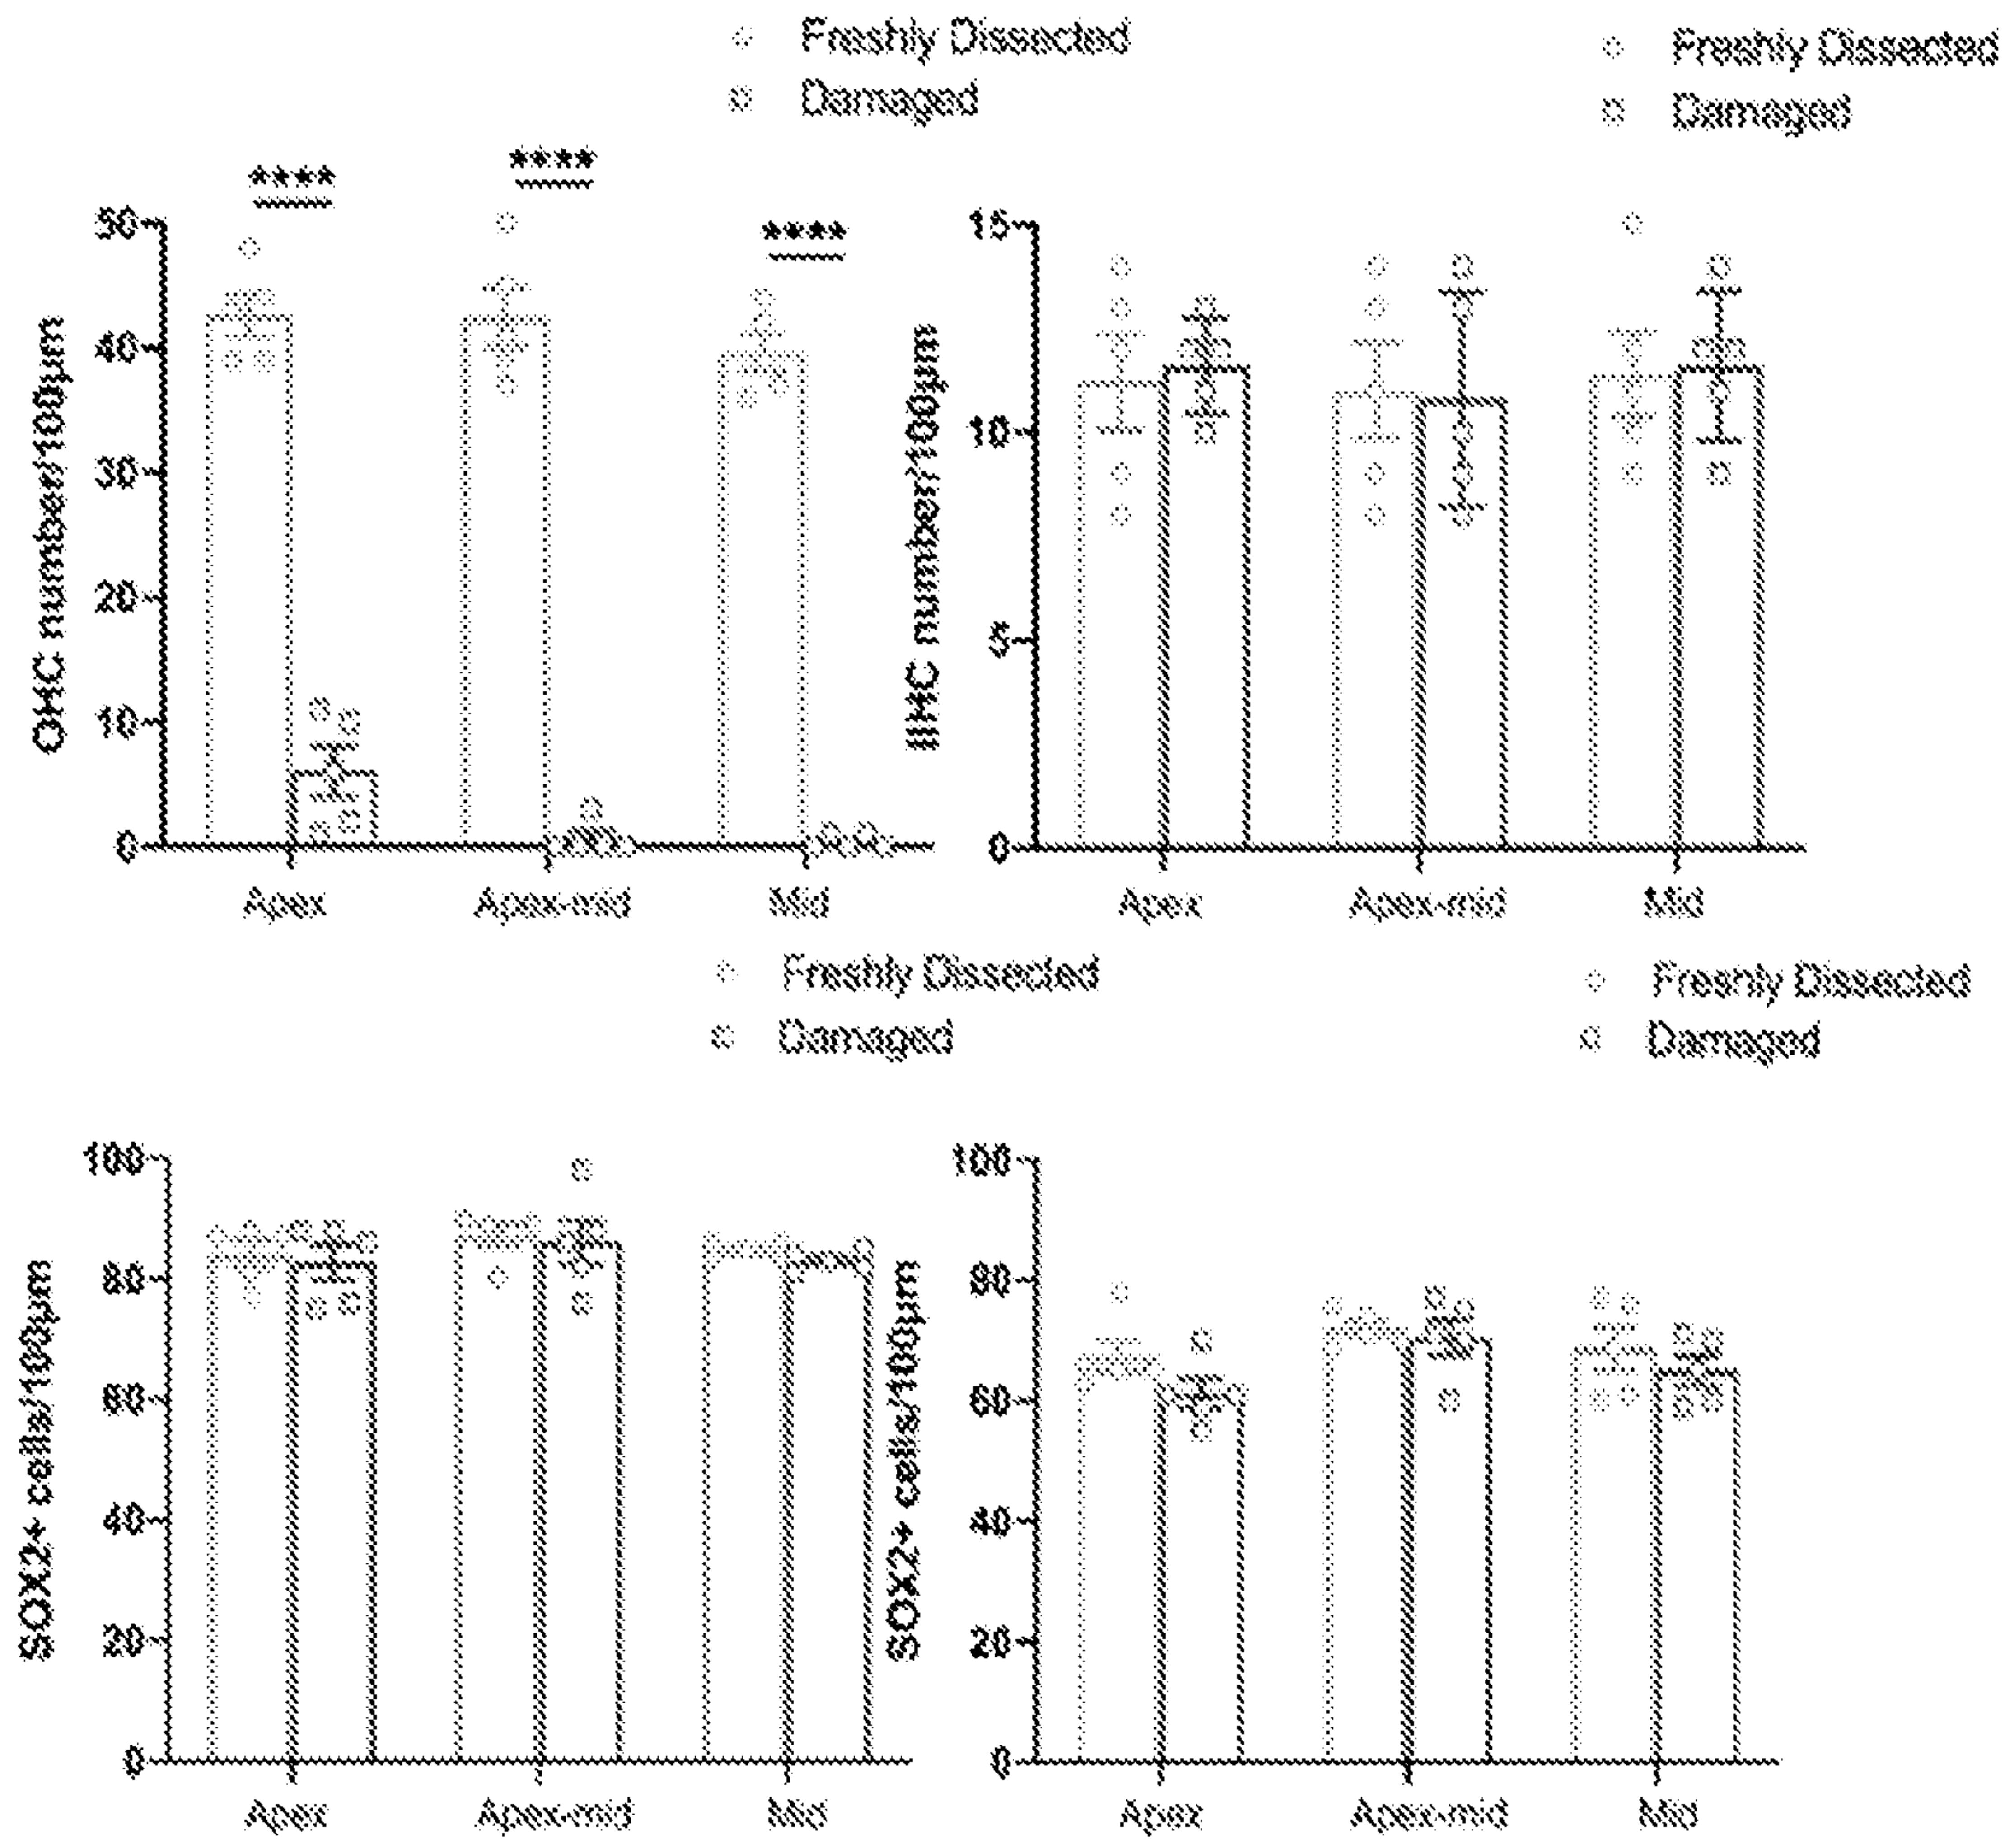 Freshly Dissected
Damaged
Freshly Dissected
Damaged
****
****
****
OHC number/100µm
50
40
30
20
10
0
Apex
Apex-mid
Mid
IHC number/100µm
15
10
5
0
Apex
Apex-mid
Mid
Freshly Dissected
Damaged
Freshly Dissected
Damaged
SOX2+ cells/100µm
100
80
60
40
20
0
Apex
Apex-mid
Mid
SOX2+ cells/100µm
100
80
60
40
20
0
Apex
Apex-mid
Mid